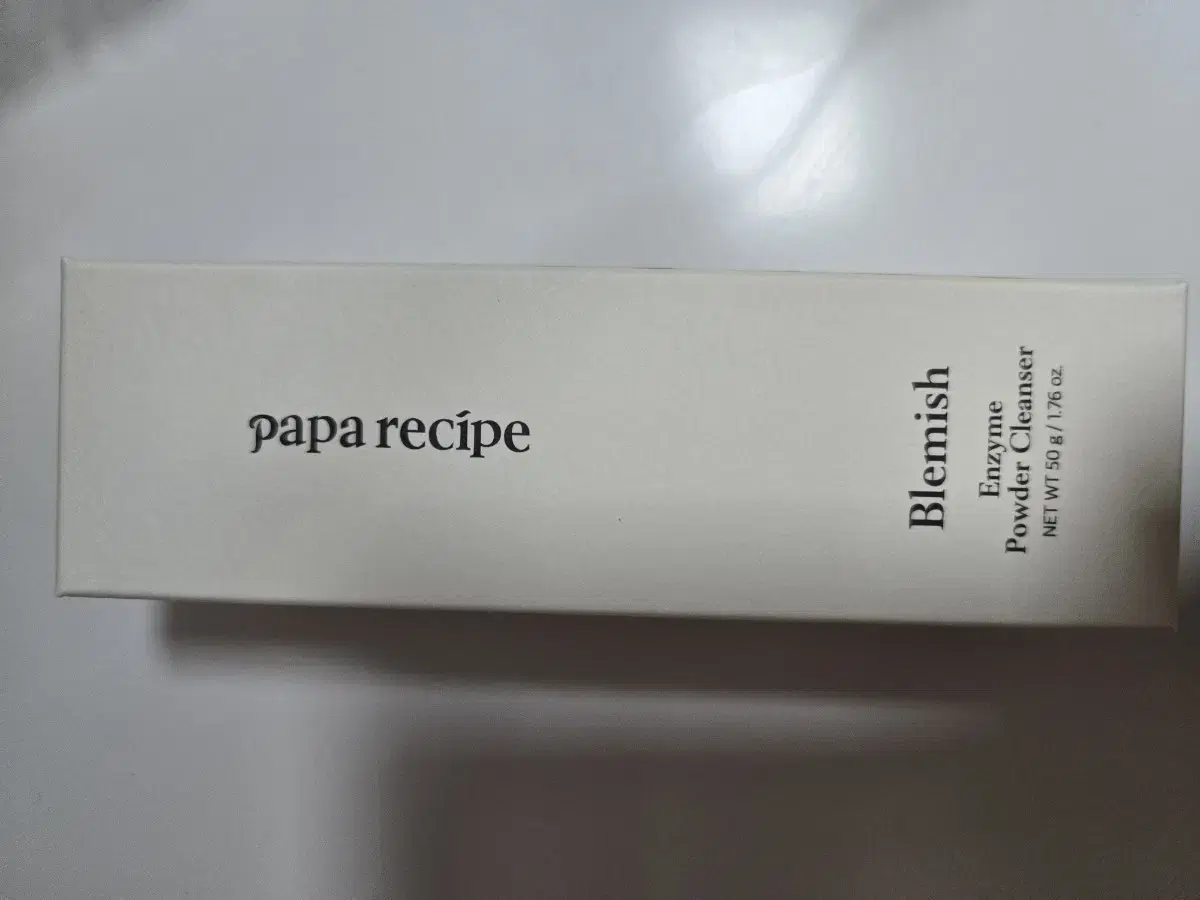 papa recipe
Blemish
Enzyme
Powder Cleanser
NET WT 50 g / 1.76 oz.